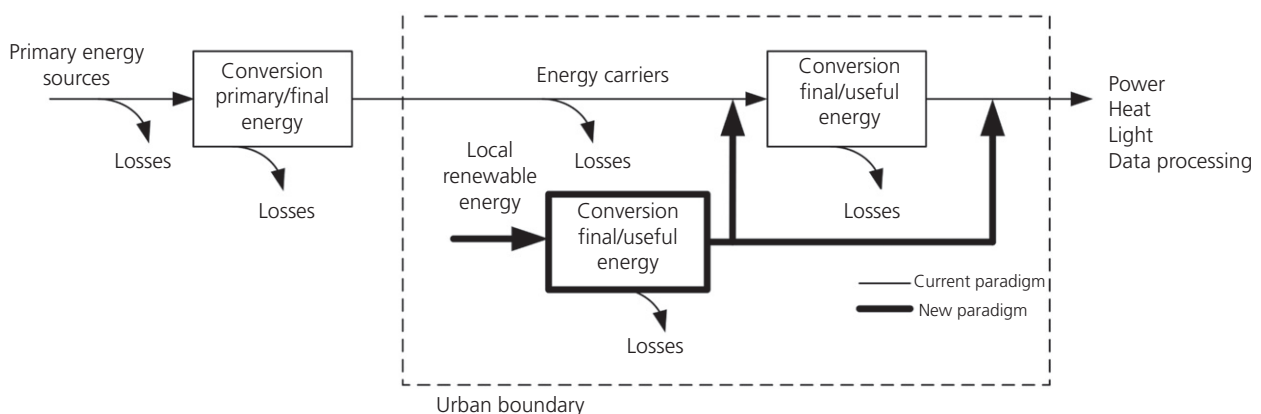 Primary energy
sources
Losses
Conversion
primary/final
energy
Losses
Energy carriers
Losses
Local
renewable
energy
Conversion
final/useful
energy
Losses
Conversion
final/useful
energy
Losses
Power
Heat
Light
Data processing
Current paradigm
New paradigm
Urban boundary